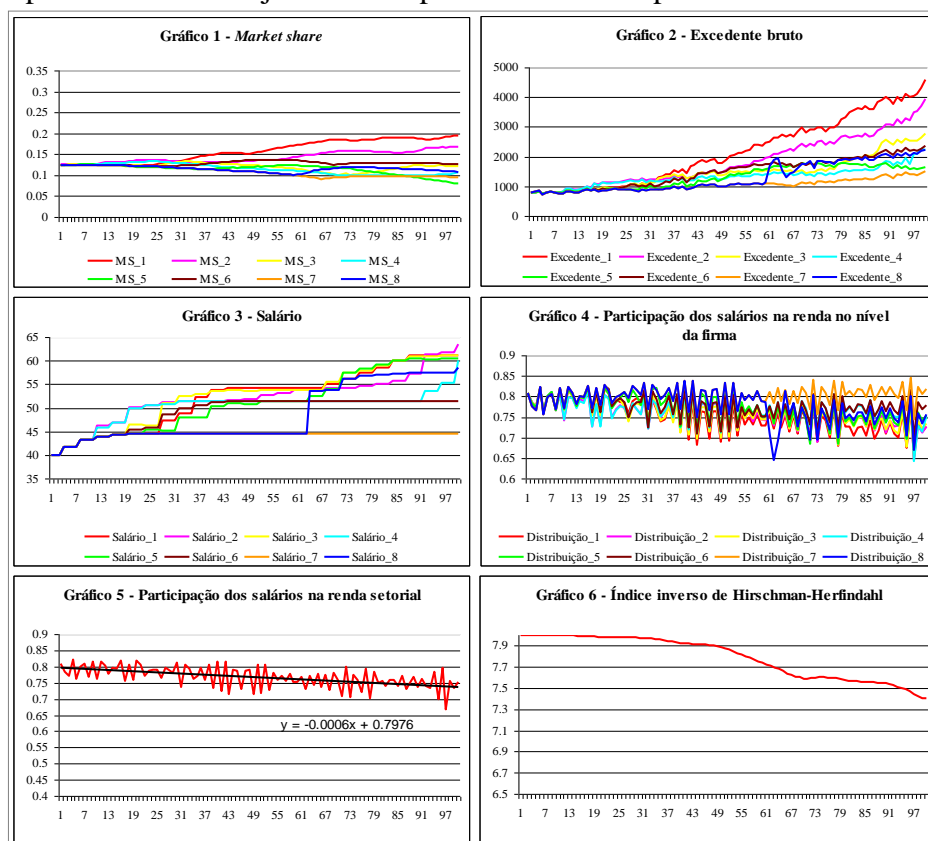 Gráfico 1 - Market share
0.35
0.3
0.25
0.2
0.15
0.1
0.05
0
1 7 13 19 25 31 37 43 49 55 61 67 73 79 85 91 97
MS_1 MS_2 MS_3 MS_4
MS_5 MS_6 MS_7 MS_8
Gráfico 2 - Excedente bruto
5000
4000
3000
2000
1000
0
1 7 13 19 25 31 37 43 49 55 61 67 73 79 85 91 97
Excedente_1 Excedente_2 Excedente_3 Excedente_4
Excedente_5 Excedente_6 Excedente_7 Excedente_8
Gráfico 3 - Salário
65
60
55
50
45
40
35
1 7 13 19 25 31 37 43 49 55 61 67 73 79 85 91 97
Salário_1 Salário_2 Salário_3 Salário_4
Salário_5 Salário_6 Salário_7 Salário_8
Gráfico 4 - Participação dos salários na renda no nível
da firma
0.9
0.8
0.75
0.7
0.6
1 7 13 19 25 31 37 43 49 55 61 67 73 79 85 91 97
Distribuição_1 Distribuição_2 Distribuição_3 Distribuição_4
Distribuição_5 Distribuição_6 Distribuição_7 Distribuição_8
Gráfico 5 - Participação dos salários na renda setorial
0.9
0.85
0.8
0.75
0.7
0.65
0.6
0.55
0.5
0.45
0.4
y = -0.0006x + 0.7976
1 7 13 19 25 31 37 43 49 55 61 67 73 79 85 91 97
Gráfico 6 - Índice inverso de Hirschman-Herfindahl
7.9
7.7
7.5
7.3
7.1
6.9
6.7
6.5
1 7 13 19 25 31 37 43 49 55 61 67 73 79 85 91 97